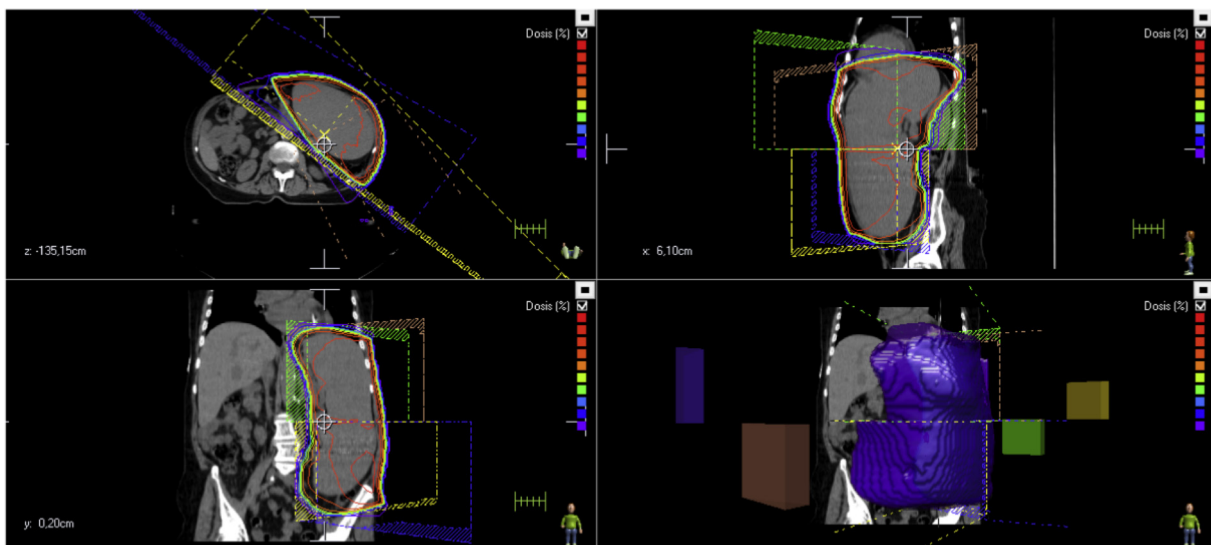 Dosis (%)
z: -135,15cm
Dosis (%)
x: 6,10cm
Dosis (%)
y: 0,20cm
Dosis (%)